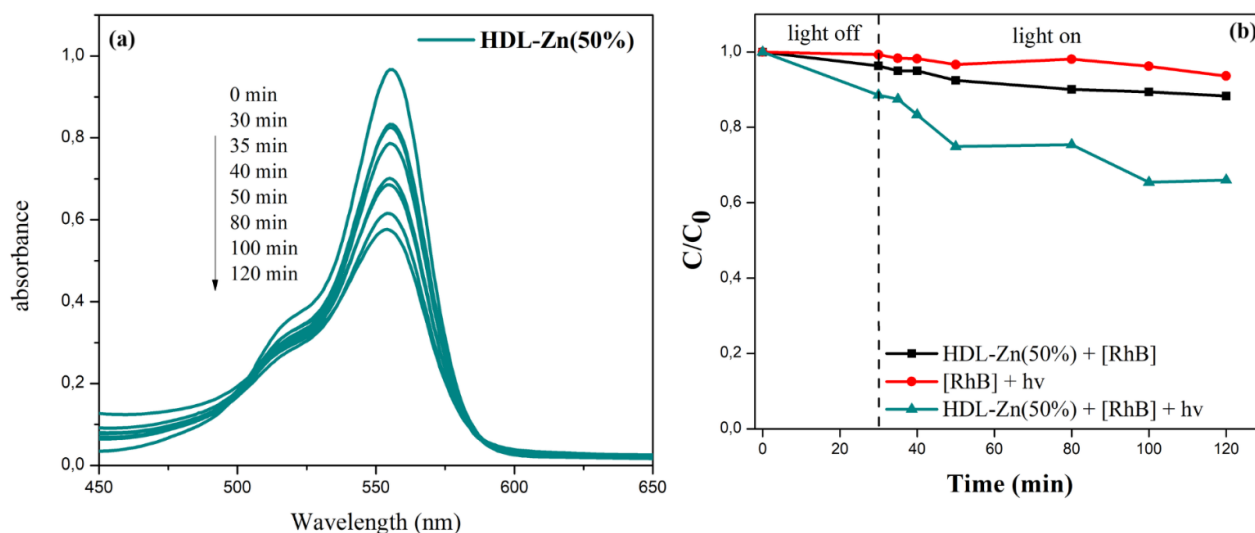 (a)
HDL-Zn(50%)
0 min
30 min
35 min
40 min
50 min
80 min
100 min
120 min
1,0
0,8
0,6
0,4
0,2
0,0
absorbance
450
500
550
600
650
Wavelength (nm)
(b)
light off
light on
1,0
0,8
0,6
0,4
0,2
0,0
C/C0
HDL-Zn(50%) + [RhB]
[RhB] + hv
HDL-Zn(50%) + [RhB] + hv
0
20
40
60
80
100
120
Time (min)